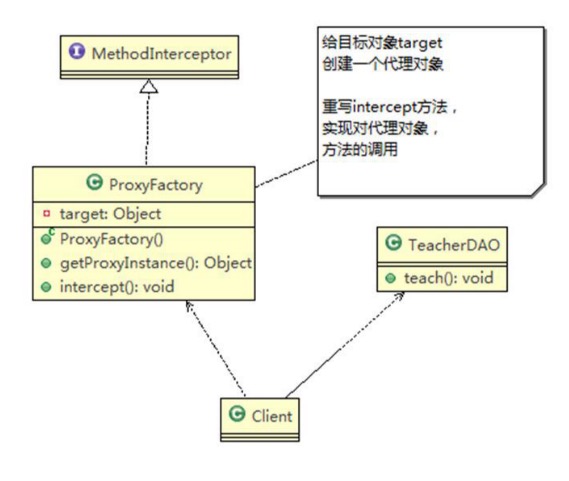 MethodInterceptor
给目标对象target
创建一个代理对象
重写intercept方法，
实现对代理对象，
方法的调用
ProxyFactory
target: Object
ProxyFactory()
getProxyInstance(): Object
intercept(): void
TeacherDAO
teach(): void
Client